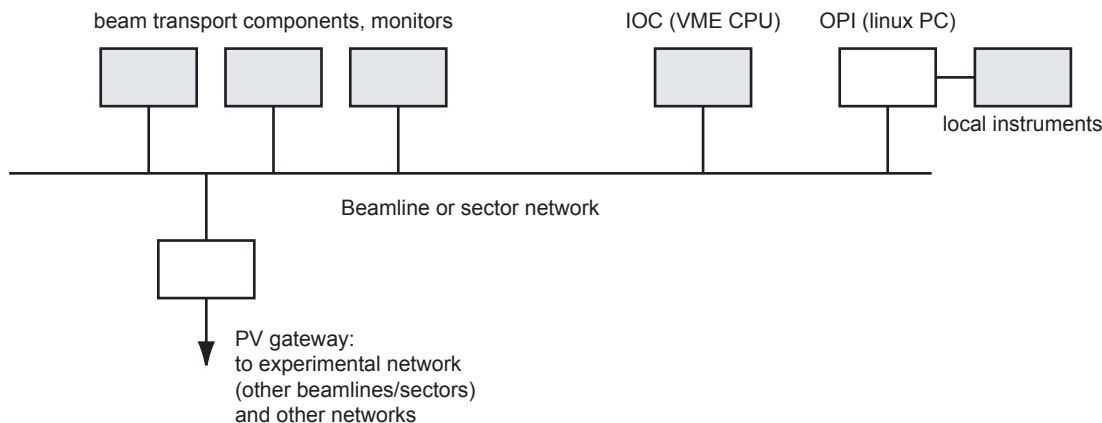 beam transport components, monitors
IOC (VME CPU)
OPI (linux PC)
local instruments
Beamline or sector network
PV gateway:
to experimental network
(other beamlines/sectors)
and other networks